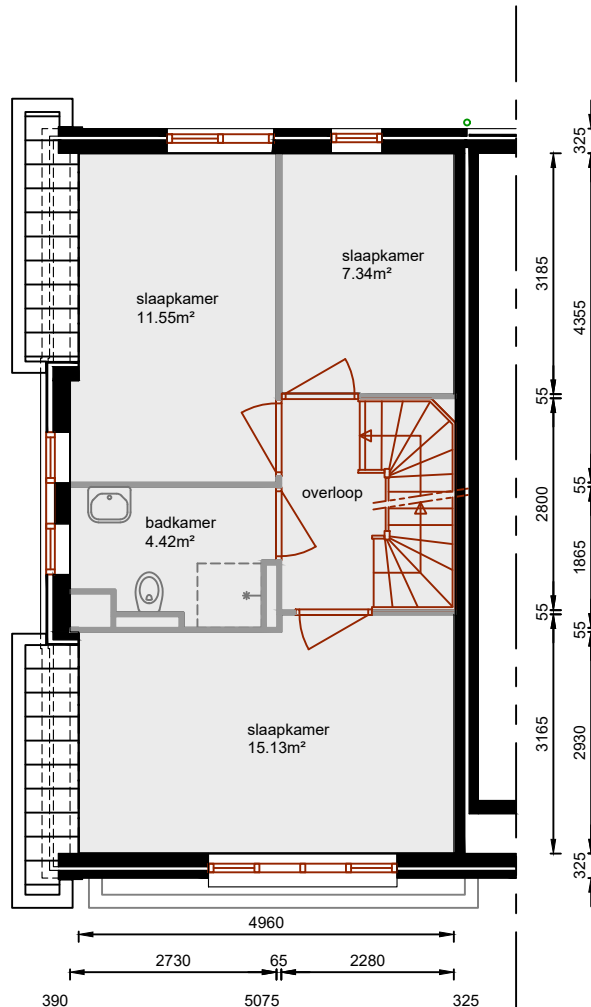 slaapkamer
7.34m²
slaapkamer
11.55m²
overloop
badkamer
4.42m²
slaapkamer
15.13m²
325
3185
4355
55
2800
55
1865
55
55
3165
2930
325
4960
2730 65 2280
390 5075 325